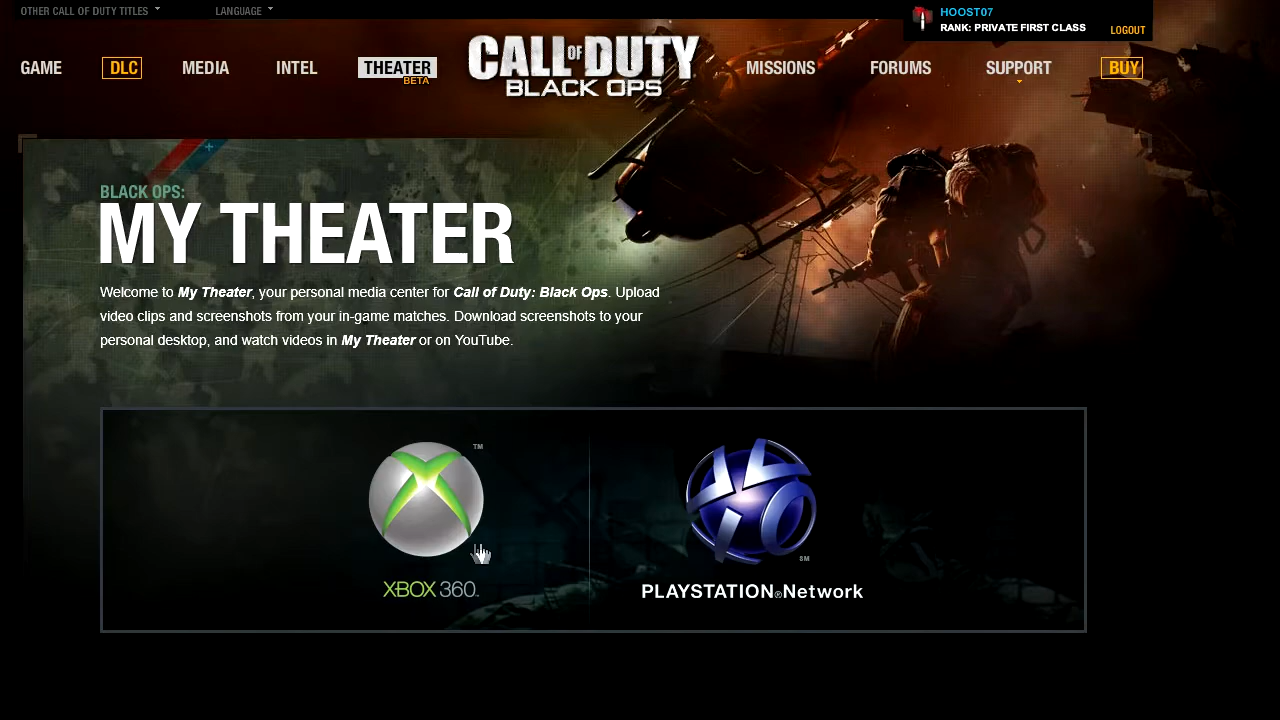 OTHER CALL OF DUTY TITLES
LANGUAGE
HOOST07
RANK: PRIVATE FIRST CLASS
LOGOUT
GAME
DLC
MEDIA
INTEL
THEATER
BETA
CALL OF DUTY
BLACK OPS
MISSIONS
FORUMS
SUPPORT
BUY
BLACK OPS:
MY THEATER
Welcome to My Theater, your personal media center for Call of Duty: Black Ops. Upload
video clips and screenshots from your in-game matches. Download screenshots to your
personal desktop, and watch videos in My Theater or on YouTube.
TM
XBOX 360.
SM
PLAYSTATION®Network